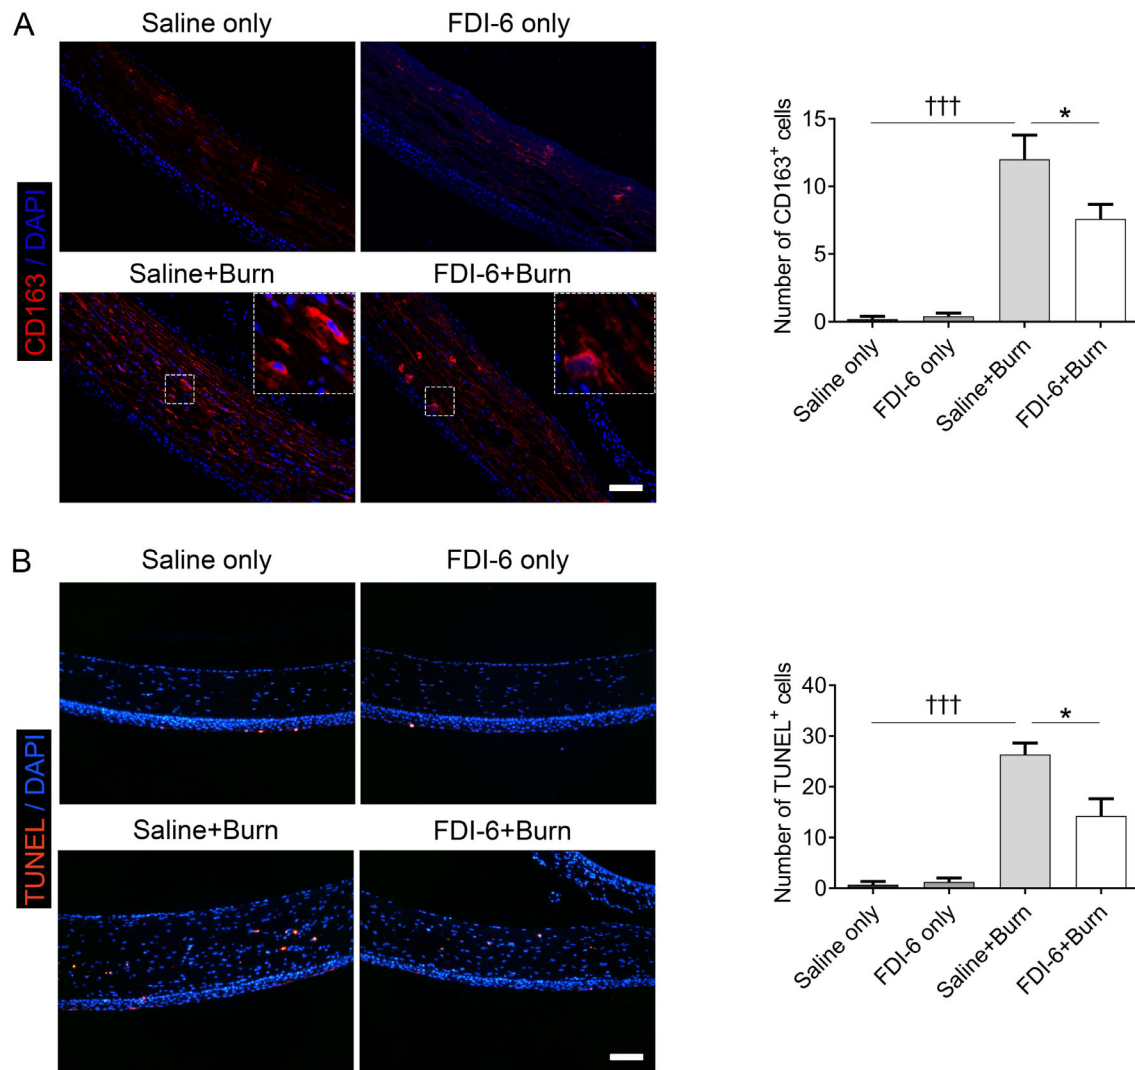 A
Saline only
FDI-6 only
CD163 / DAPI
Saline+Burn
FDI-6+Burn
Number of CD163⁺ cells
15
10
5
0
†††
*
Saline only
FDI-6 only
Saline+Burn
FDI-6+Burn
B
Saline only
FDI-6 only
TUNEL / DAPI
Saline+Burn
FDI-6+Burn
Number of TUNEL⁺ cells
40
30
20
10
0
†††
*
Saline only
FDI-6 only
Saline+Burn
FDI-6+Burn